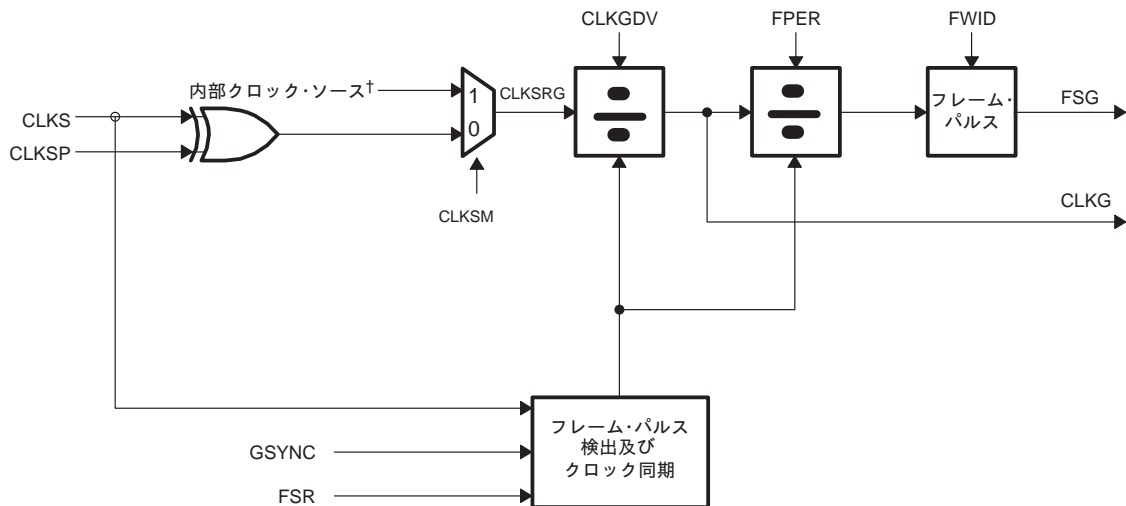 CLKGDV
FPER
FWID
内部クロック・ソース†
CLKS
CLKSP
1
0
CLKSRG
CLKSM
フレーム・
パルス
FSG
CLKG
GSYNC
FSR
フレーム・パルス
検出及び
クロック同期